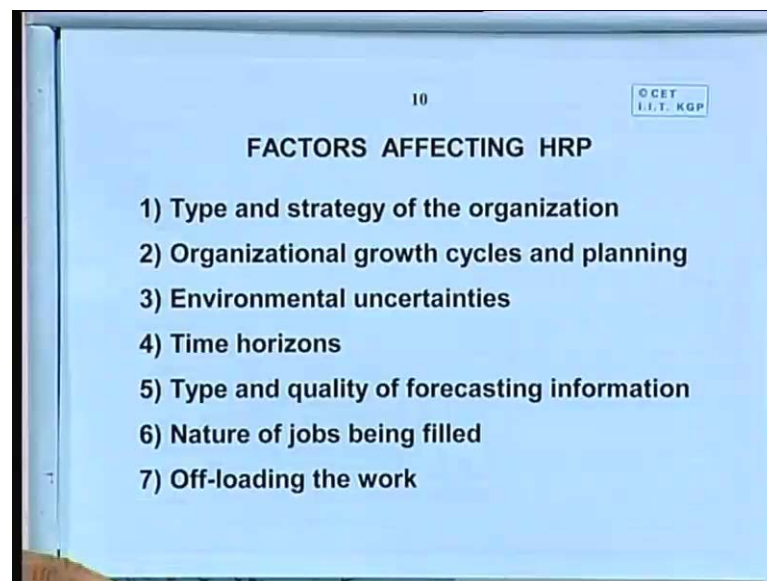 10
© CET
I.I.T. KGP
FACTORS AFFECTING HRP
1) Type and strategy of the organization
2) Organizational growth cycles and planning
3) Environmental uncertainties
4) Time horizons
5) Type and quality of forecasting information
6) Nature of jobs being filled
7) Off-loading the work